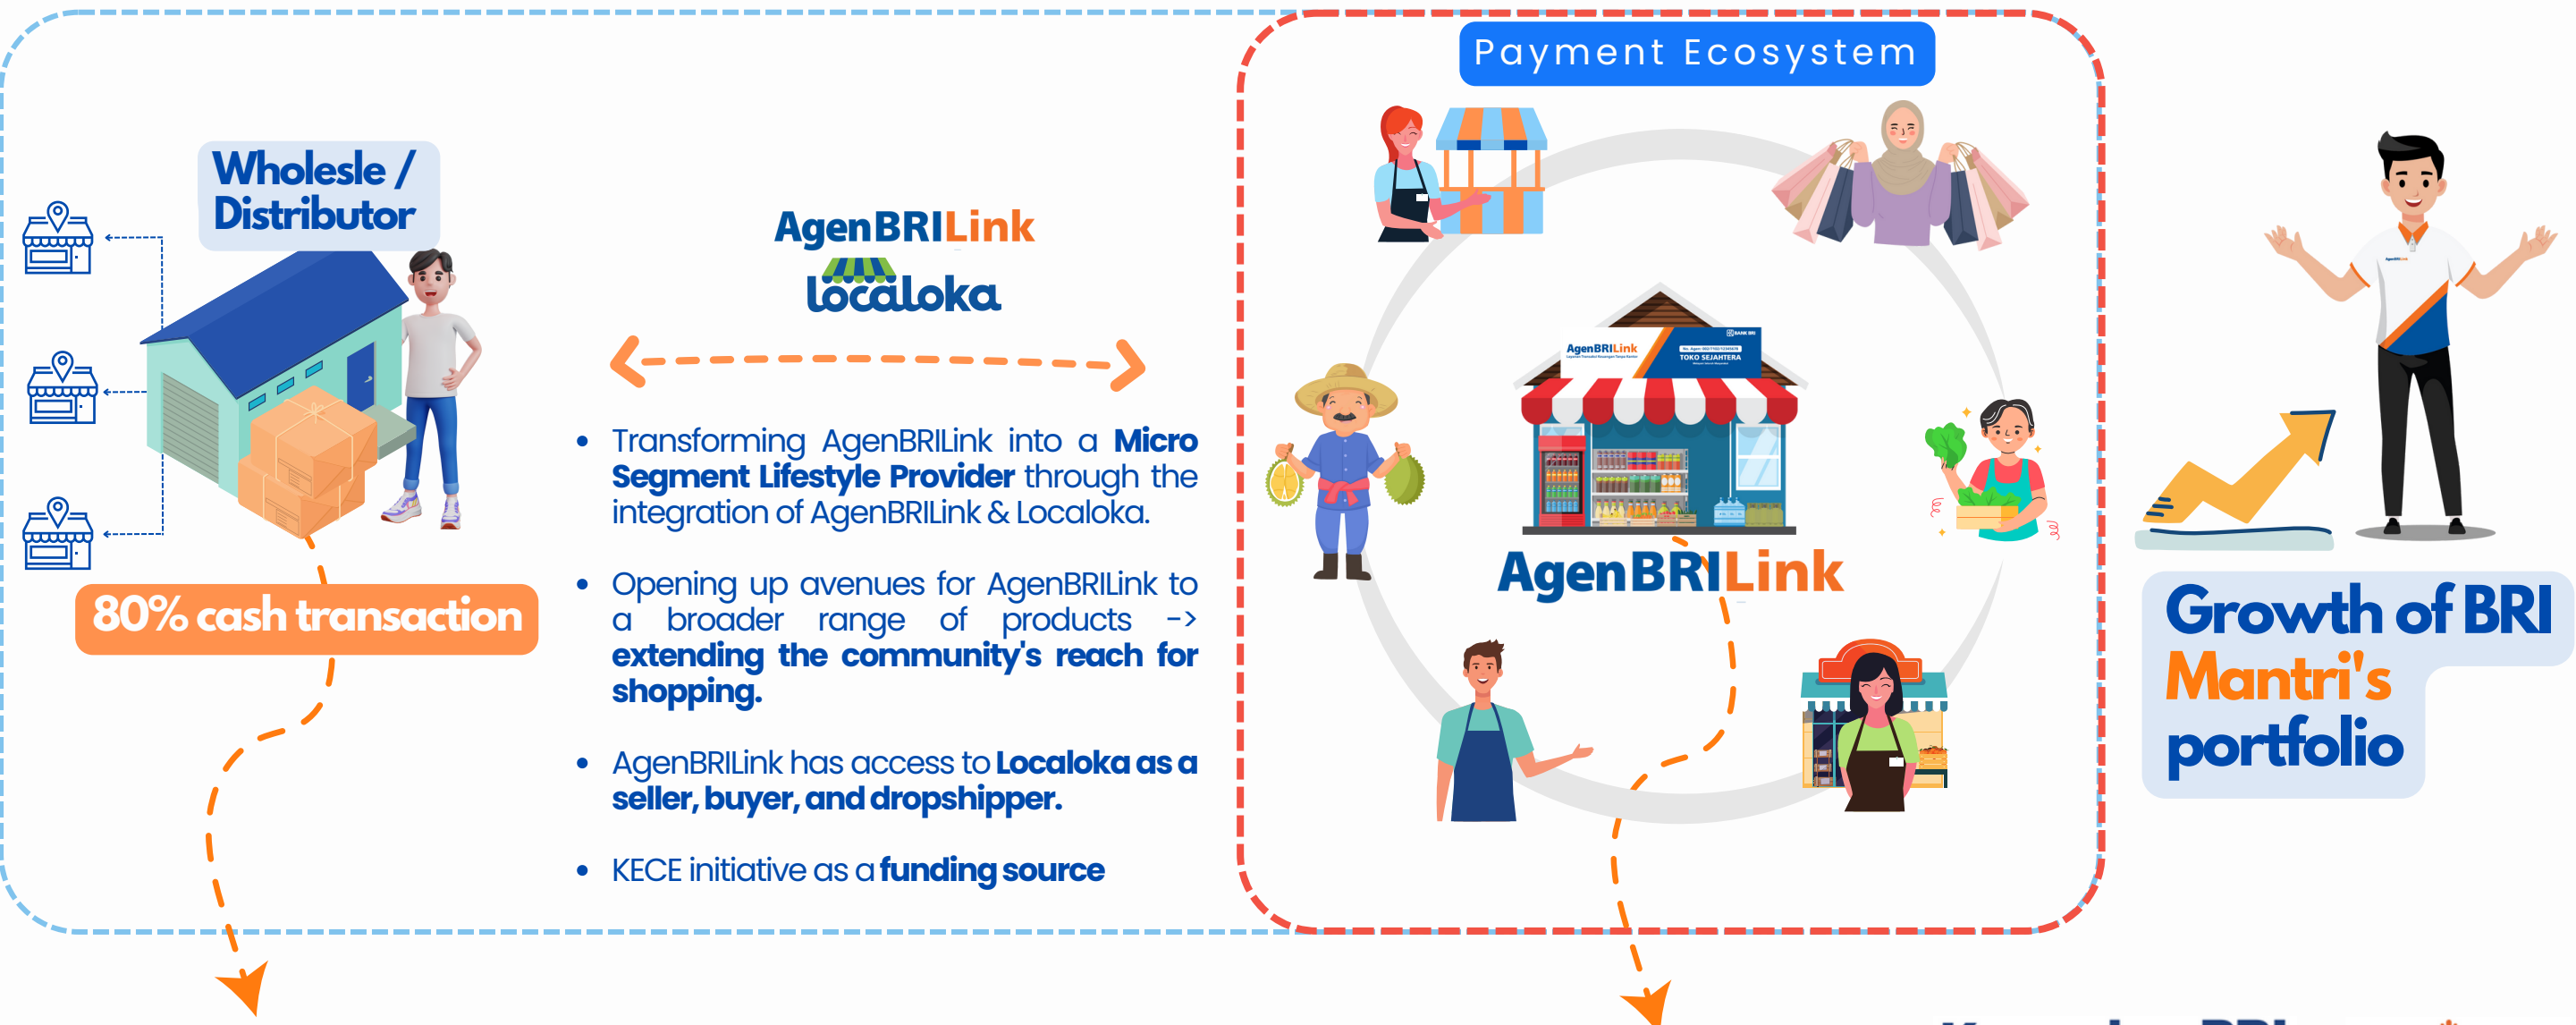 Payment Ecosystem
Wholesle /
Distributor
80% cash transaction
AgenBRILink
localoka
• Transforming AgenBRILink into a Micro
Segment Lifestyle Provider through the
integration of AgenBRILink & Localoka.
• Opening up avenues for AgenBRILink to
a broader range of products ->
extending the community's reach for
shopping.
• AgenBRILink has access to Localoka as a
seller, buyer, and dropshipper.
• KECE initiative as a funding source
BANK BRI
AgenBRILink
TOKO SEJAHTERA
AgenBRILink
AgenBRILink
Growth of BRI
Mantri's
portfolio